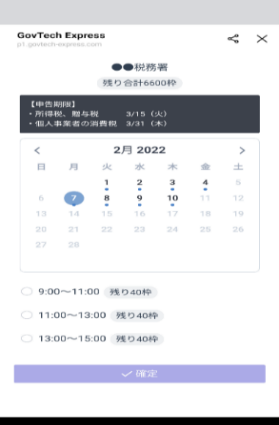 GovTech Express
p1.govtech-express.com
●●税務署
残り合計6600枠
【申告期限】
・所得税、贈与税 3/15（火）
・個人事業者の消費税 3/31（木）
2月 2022
日 月 火 水 木 金 土
1 2 3 4 5
6 7 8 9 10 11 12
13 14 15 16 17 18 19
20 21 22 23 24 25 26
27 28
9:00～11:00 残り40枠
11:00～13:00 残り40枠
13:00～15:00 残り40枠
確定